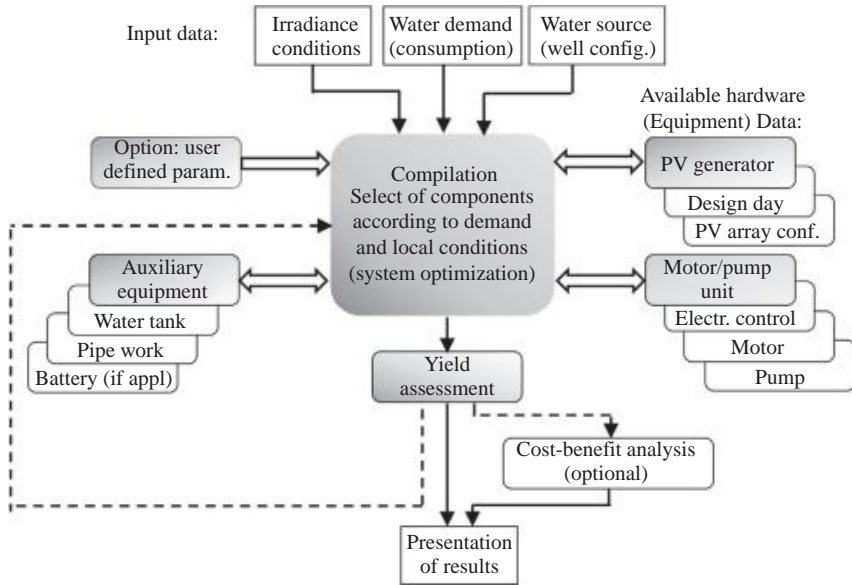 Input data:
Irradiance
conditions
Water demand
(consumption)
Water source
(well config.)
Available hardware
(Equipment) Data:
Option: user
defined param.
Compilation
Select of components
according to demand
and local conditions
(system optimization)
PV generator
Design day
PV array conf.
Auxiliary
equipment
Water tank
Pipe work
Battery (if appl)
Motor/pump
unit
Electr. control
Motor
Pump
Yield
assessment
Cost-benefit analysis
(optional)
Presentation
of results